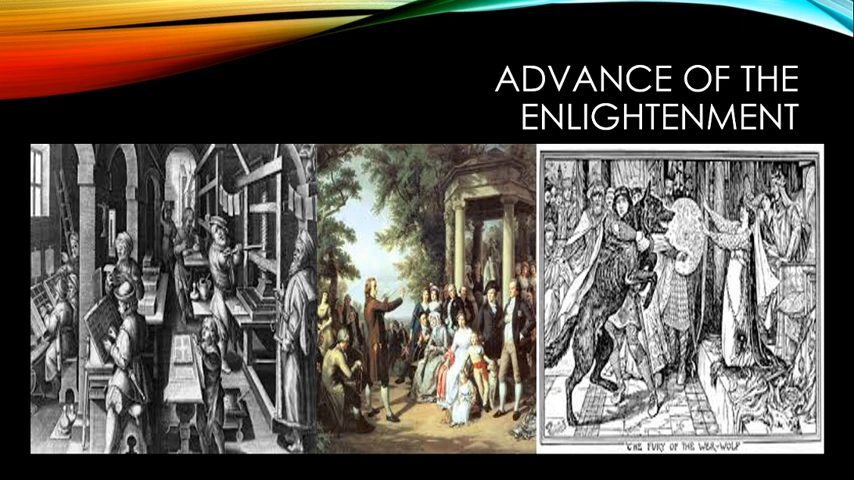 ADVANCE OF THE
ENLIGHTENMENT
"THE FURY OF THE WER-WOLF"